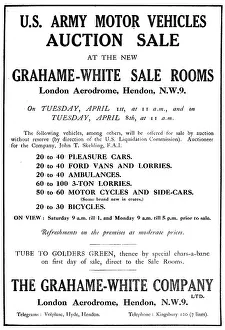 U.S. ARMY MOTOR VEHICLES
AUCTION SALE
AT THE NEW
GRAHAME-WHITE SALE ROOMS
London Aerodrome, Hendon, N.W.9.
On TUESDAY, APRIL 1st, at 11 a.m., and on
TUESDAY, APRIL 8th, at 11 a.m.
The following vehicles, among others, will be offered for sale by auction
without reserve (by direction of the U.S. Liquidation Commission). Auctioneer
for the Company, John T. Skelding, F.A.I.
20 to 40 PLEASURE CARS.
20 to 40 FORD VANS AND LORRIES.
20 to 40 AMBULANCES.
60 to 100 3-TON LORRIES.
50 to 60 MOTOR CYCLES AND SIDE-CARS.
(Some brand new in crates.)
20 to 30 BICYCLES.
ON VIEW: Saturday 9 a.m. till 1, and Monday 9 a.m. till 5 p.m. prior to sale.
Refreshments on the premises at moderate prices.
TUBE TO GOLDERS GREEN, thence by special chars-a-banc
on first day of sale, direct to the Sale Rooms.
THE GRAHAME-WHITE COMPANY
LTD.
London Aerodrome, Hendon, N.W.9.
Telegrams: Volplane, Hyde, Hendon. Telephone: Kingsbury 120 (7 lines).